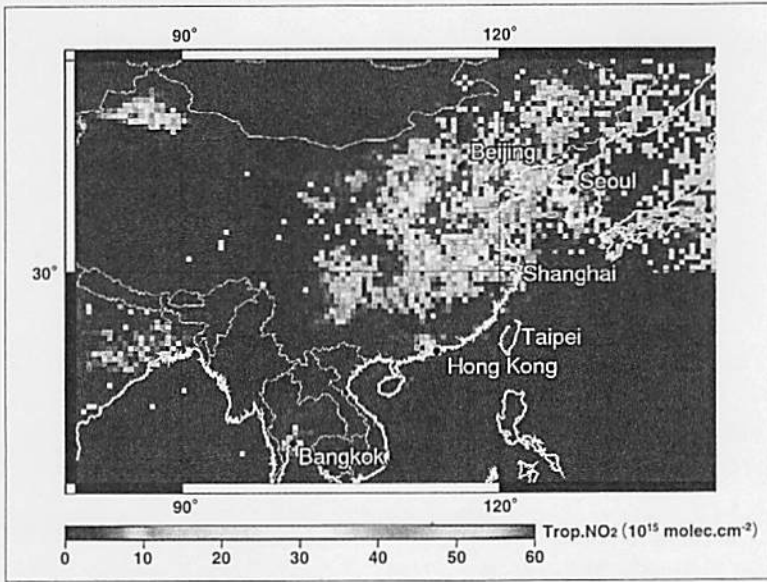 90°
120°
Beijing
Seoul
30°
Shanghai
Taipei
Hong Kong
Bangkok
90°
120°
Trop.NO₂ (10¹⁵ molec.cm⁻²)
0 10 20 30 40 50 60